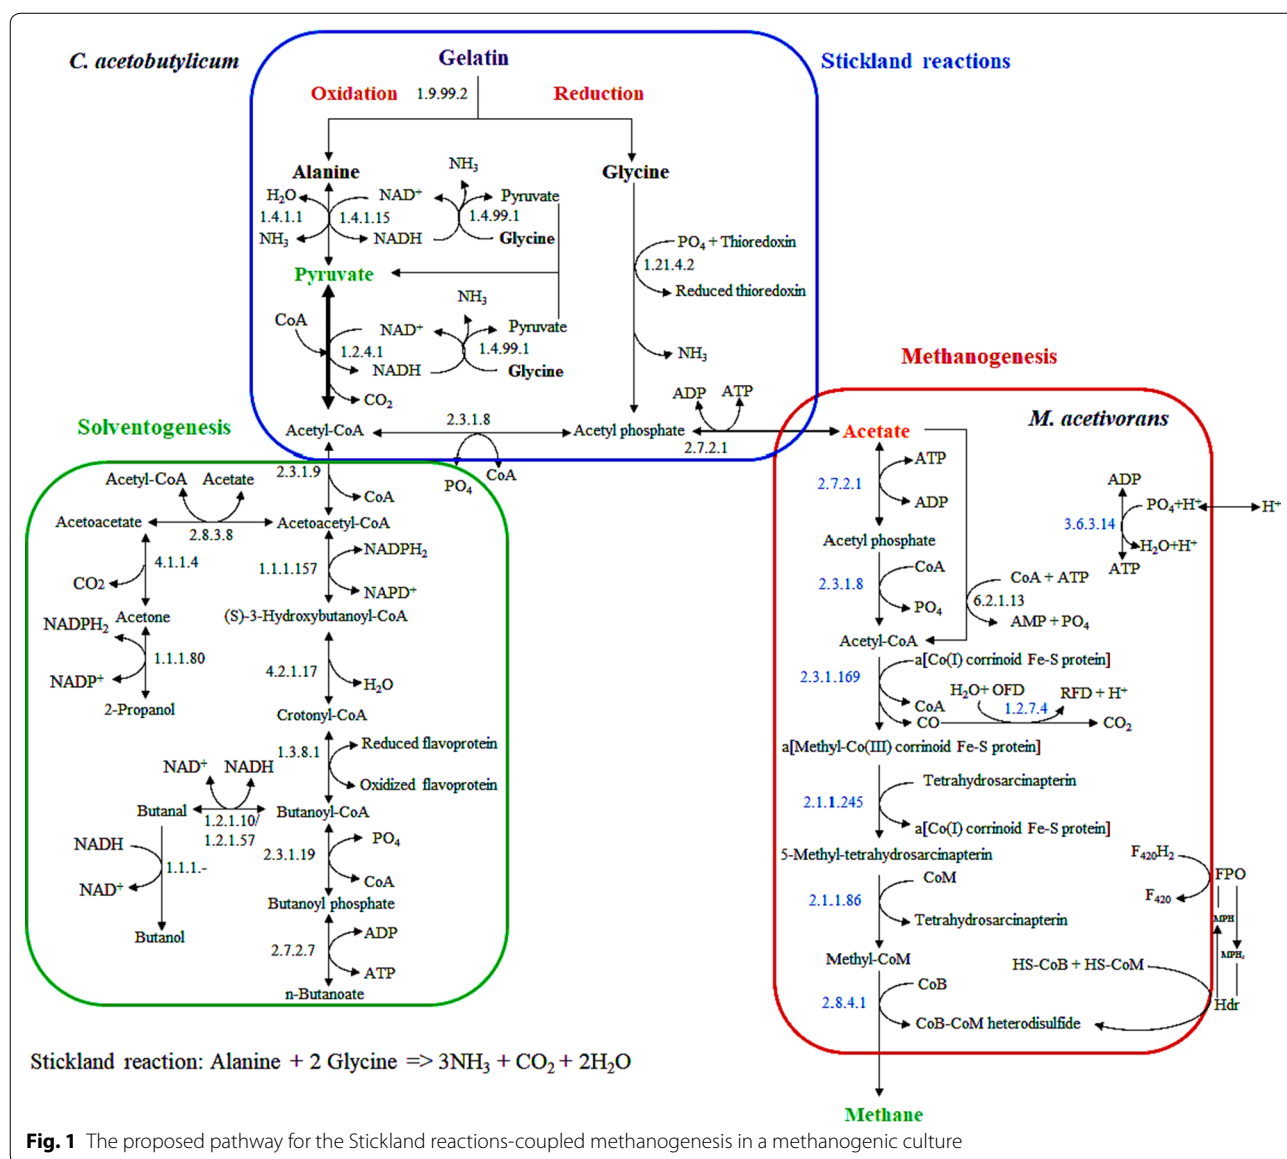 C. acetobutylicum
Gelatin
Stickland reactions
Oxidation
1.9.99.2
Reduction
Alanine
Glycine
NH3
H2O
NAD+
Pyruvate
1.4.1.1
1.4.1.15
1.4.99.1
NH3
NADH
Glycine
PO4 + Thioredoxin
1.21.4.2
Pyruvate
Reduced thioredoxin
NH3
CoA
NAD+
Pyruvate
1.2.4.1
1.4.99.1
NH3
NADH
Glycine
CO2
ADP
ATP
Methanogenesis
M. acetivorans
Solventogenesis
Acetyl-CoA
2.3.1.8
Acetyl phosphate
2.7.2.1
Acetate
PO4
CoA
2.3.1.9
Acetyl-CoA
Acetate
CoA
Acetoacetate
2.8.3.8
Acetoacetyl-CoA
4.1.1.4
NADPH2
1.1.1.157
CO2
NAPD+
Acetone
(S)-3-Hydroxybutanoyl-CoA
NADPH2
1.1.1.80
4.2.1.17
NADP+
H2O
2-Propanol
Crotonyl-CoA
1.3.8.1
Reduced flavoprotein
NAD+
NADH
Oxidized flavoprotein
Butanal
1.2.1.10/
1.2.1.57
Butanoyl-CoA
NADH
1.1.1.-
NAD+
2.3.1.19
PO4
CoA
Butanoyl phosphate
Butanol
2.7.2.7
ADP
ATP
n-Butanoate
ATP
2.7.2.1
ADP
ADP
PO4+H+
H+
3.6.3.14
H2O+H+
ATP
Acetyl phosphate
CoA
2.3.1.8
PO4
CoA + ATP
6.2.1.13
AMP + PO4
Acetyl-CoA
a[Co(I) corrinoid Fe-S protein]
2.3.1.169
CoA
H2O+ OFD
RFD + H+
1.2.7.4
CO
CO2
a[Methyl-Co(III) corrinoid Fe-S protein]
Tetrahydrosarcinapterin
2.1.1.245
a[Co(I) corrinoid Fe-S protein]
5-Methyl-tetrahydrosarcinapterin
F420H2
CoM
FPO
2.1.1.86
F420
Tetrahydrosarcinapterin
MPH
MPH2
Methyl-CoM
HS-CoB + HS-CoM
CoB
2.8.4.1
Hdr
CoB-CoM heterodisulfide
Methane
Stickland reaction: Alanine + 2 Glycine => 3NH3 + CO2 + 2H2O
Fig. 1 The proposed pathway for the Stickland reactions-coupled methanogenesis in a methanogenic culture